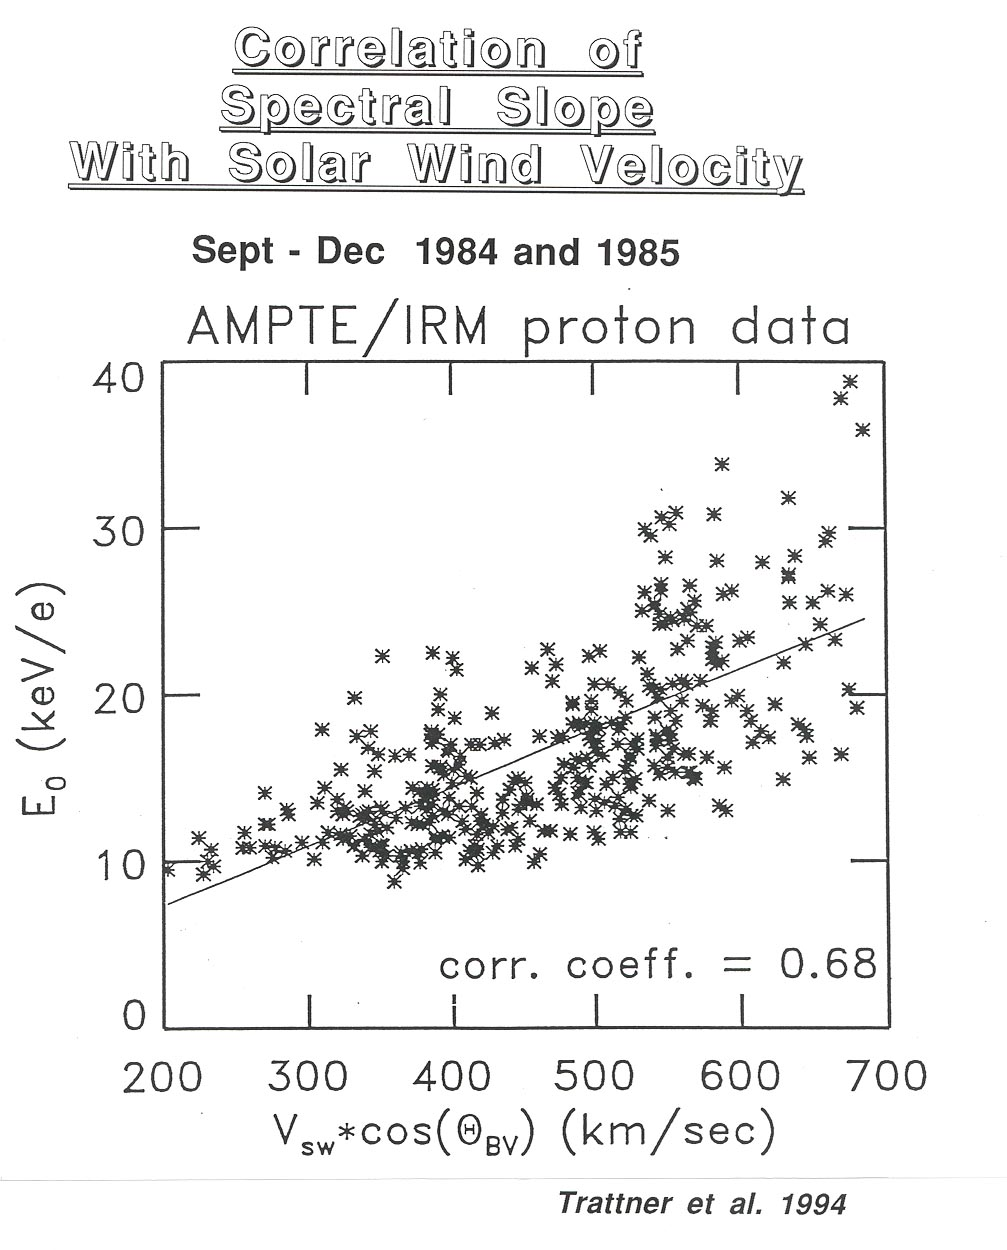 Correlation of
Spectral Slope
With Solar Wind Velocity
Sept - Dec 1984 and 1985
AMPTE/IRM proton data
40
30
20
10
0
E₀ (keV/e)
corr. coeff. = 0.68
200 300 400 500 600 700
V_sw*cos(Θ_BV) (km/sec)
Trattner et al. 1994